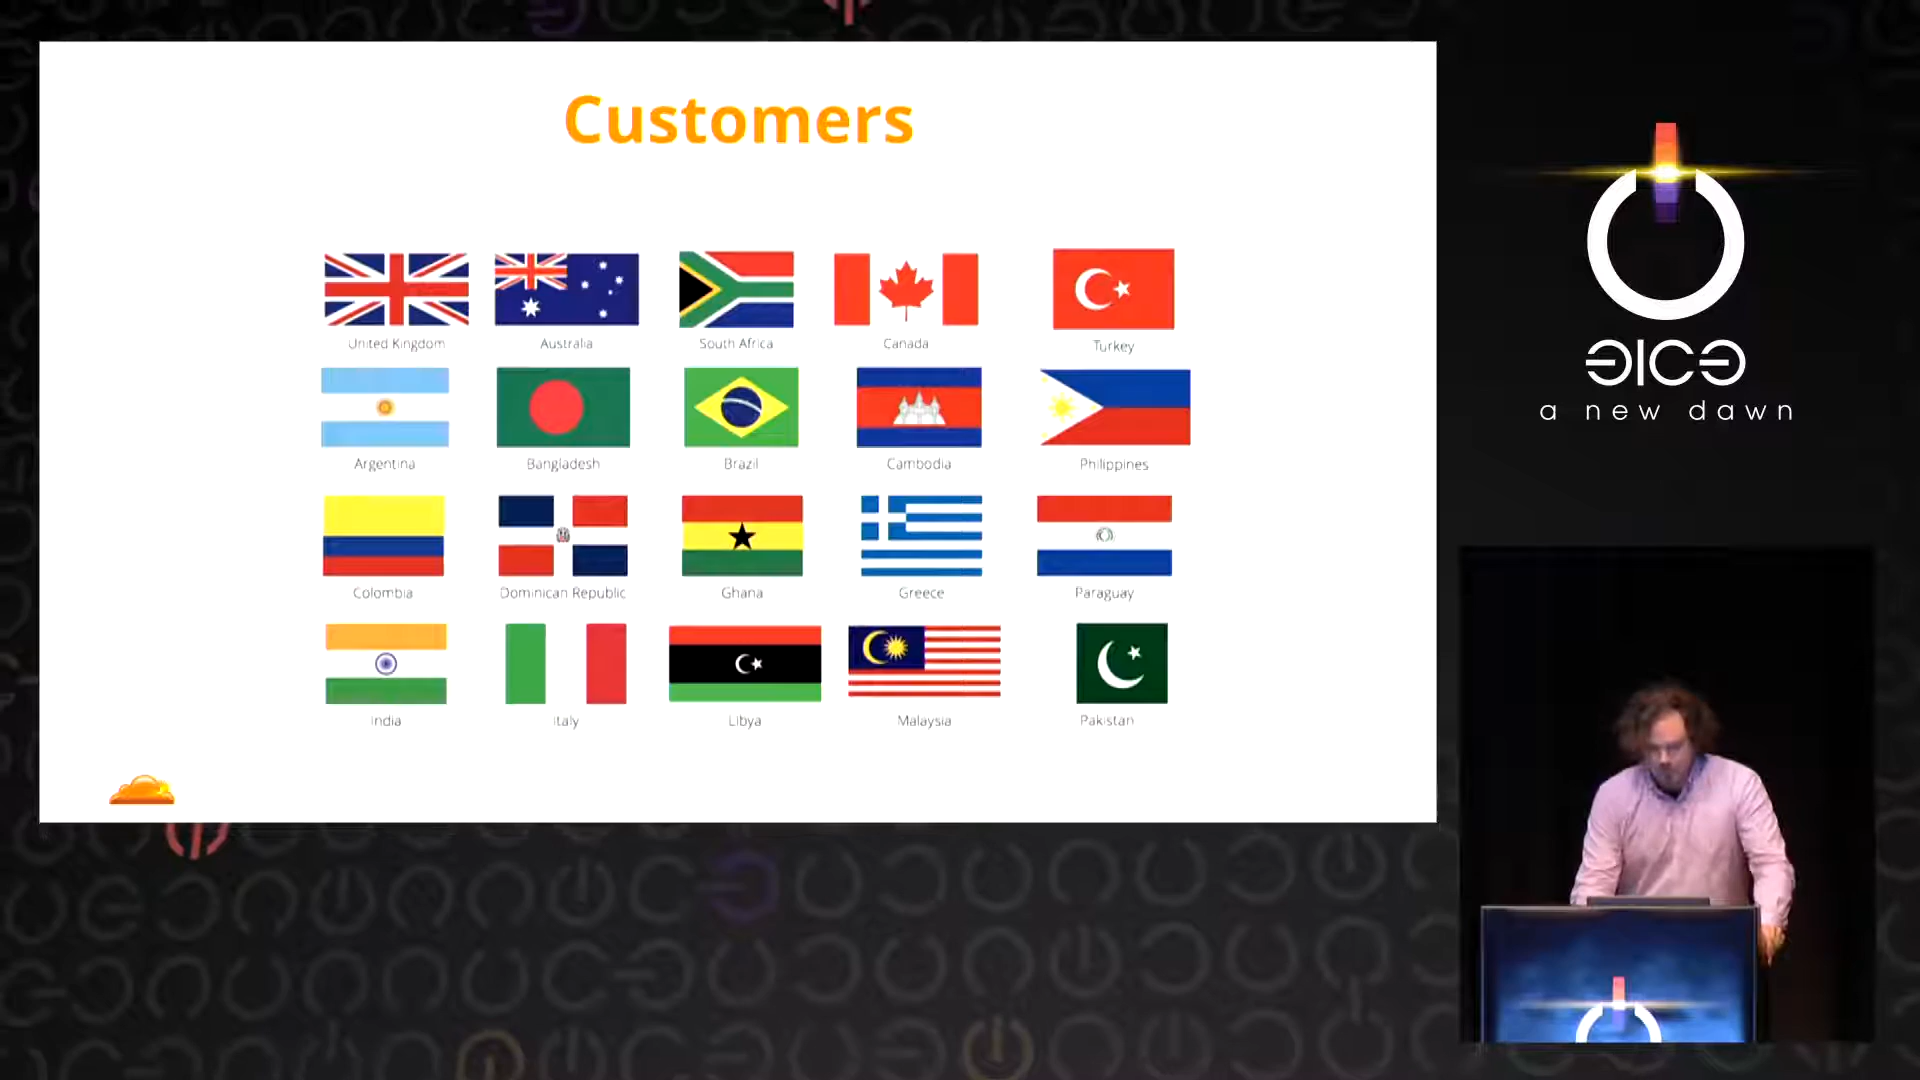 Customers
United Kingdom
Australia
South Africa
Canada
Turkey
Argentina
Bangladesh
Brazil
Cambodia
Philippines
Colombia
Dominican Republic
Ghana
Greece
Paraguay
India
Italy
Libya
Malaysia
Pakistan
a new dawn